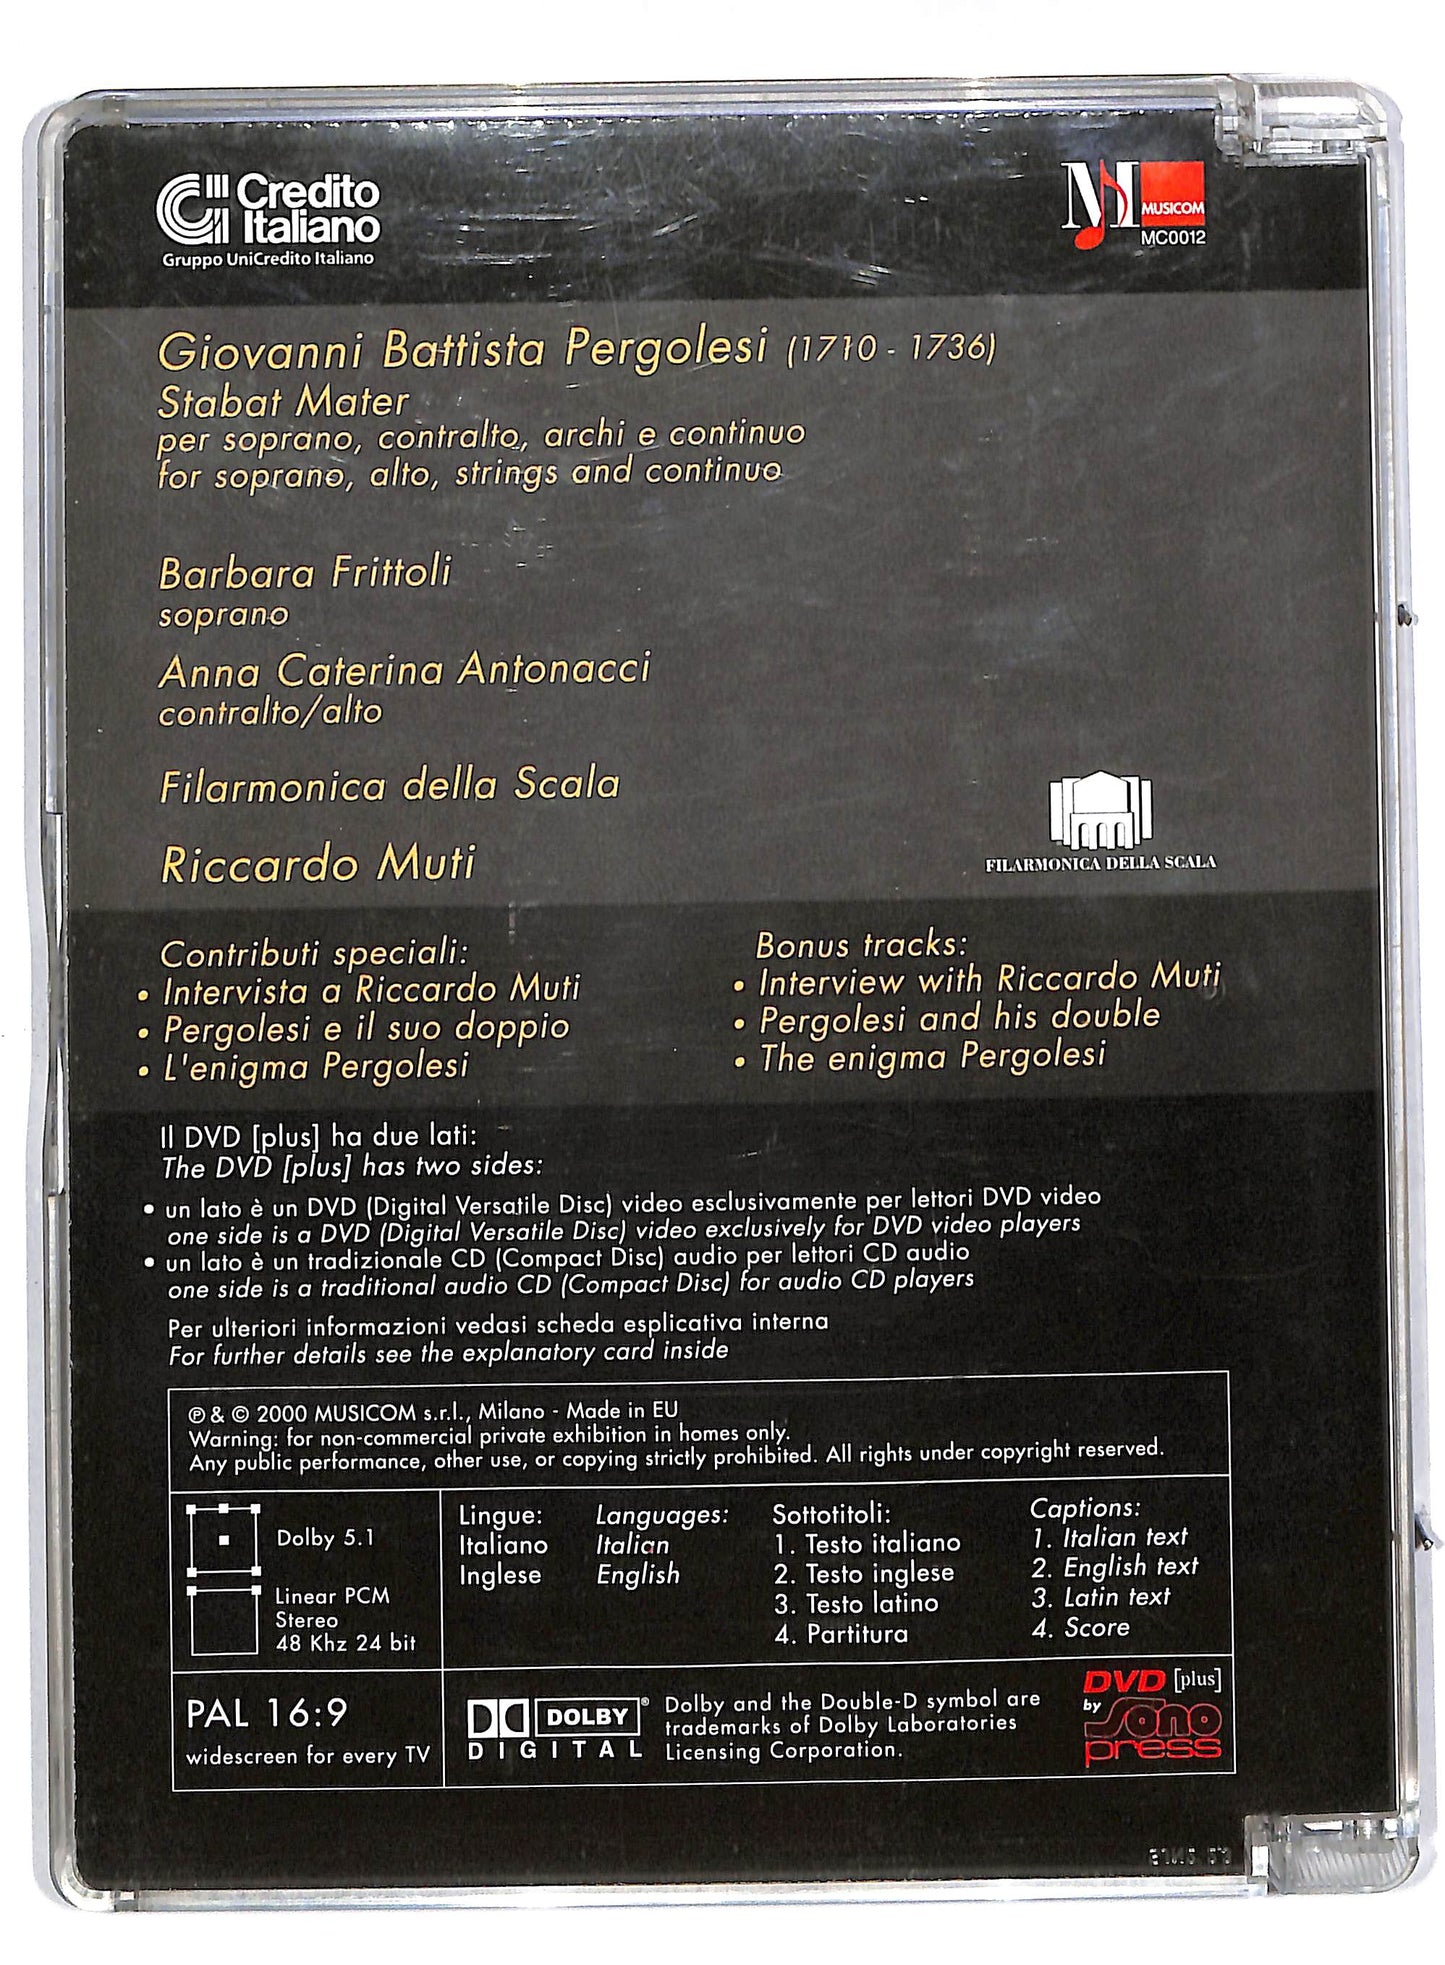 Credito
Italiano
Gruppo UniCredito Italiano
MUSICOM
MC0012
Giovanni Battista Pergolesi (1710 - 1736)
Stabat Mater
per soprano, contralto, archi e continuo
for soprano, alto, strings and continuo
Barbara Frittoli
soprano
Anna Caterina Antonacci
contralto/alto
Filarmonica della Scala
Riccardo Muti
FILARMONICA DELLA SCALA
Contributi speciali:
• Intervista a Riccardo Muti
• Pergolesi e il suo doppio
• L'enigma Pergolesi
Bonus tracks:
• Interview with Riccardo Muti
• Pergolesi and his double
• The enigma Pergolesi
Il DVD [plus] ha due lati:
The DVD [plus] has two sides:
• un lato è un DVD (Digital Versatile Disc) video esclusivamente per lettori DVD video
one side is a DVD (Digital Versatile Disc) video exclusively for DVD video players
• un lato è un tradizionale CD (Compact Disc) audio per lettori CD audio
one side is a traditional audio CD (Compact Disc) for audio CD players
Per ulteriori informazioni vedasi scheda esplicativa interna
For further details see the explanatory card inside
℗ & © 2000 MUSICOM s.r.l., Milano - Made in EU
Warning: for non-commercial private exhibition in homes only.
Any public performance, other use, or copying strictly prohibited. All rights under copyright reserved.
Dolby 5.1
Linear PCM
Stereo
48 Khz 24 bit
Lingue:
Italiano
Inglese
Languages:
Italian
English
Sottotitoli:
1. Testo italiano
2. Testo inglese
3. Testo latino
4. Partitura
Captions:
1. Italian text
2. English text
3. Latin text
4. Score
PAL 16:9
widescreen for every TV
DOLBY®
DIGITAL
Dolby and the Double-D symbol are
trademarks of Dolby Laboratories
Licensing Corporation.
DVD [plus]
by Sono
press